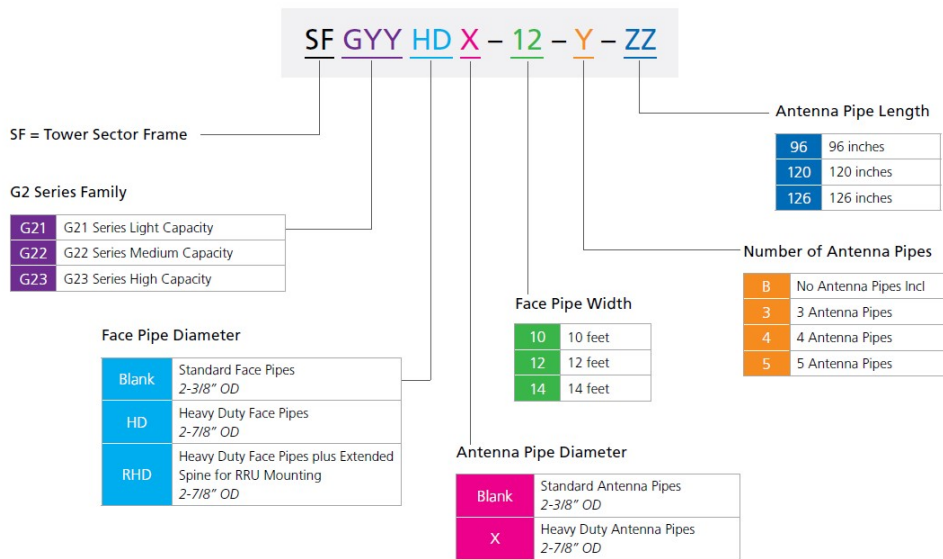 SF GYY HD X – 12 – Y – ZZ
SF = Tower Sector Frame
G2 Series Family
G21 G21 Series Light Capacity
G22 G22 Series Medium Capacity
G23 G23 Series High Capacity
Face Pipe Diameter
Blank Standard Face Pipes
2-3/8” OD
HD Heavy Duty Face Pipes
2-7/8” OD
RHD Heavy Duty Face Pipes plus Extended
Spine for RRU Mounting
2-7/8” OD
Antenna Pipe Diameter
Blank Standard Antenna Pipes
2-3/8” OD
X Heavy Duty Antenna Pipes
2-7/8” OD
Face Pipe Width
10 10 feet
12 12 feet
14 14 feet
Number of Antenna Pipes
B No Antenna Pipes Incl
3 3 Antenna Pipes
4 4 Antenna Pipes
5 5 Antenna Pipes
Antenna Pipe Length
96 96 inches
120 120 inches
126 126 inches